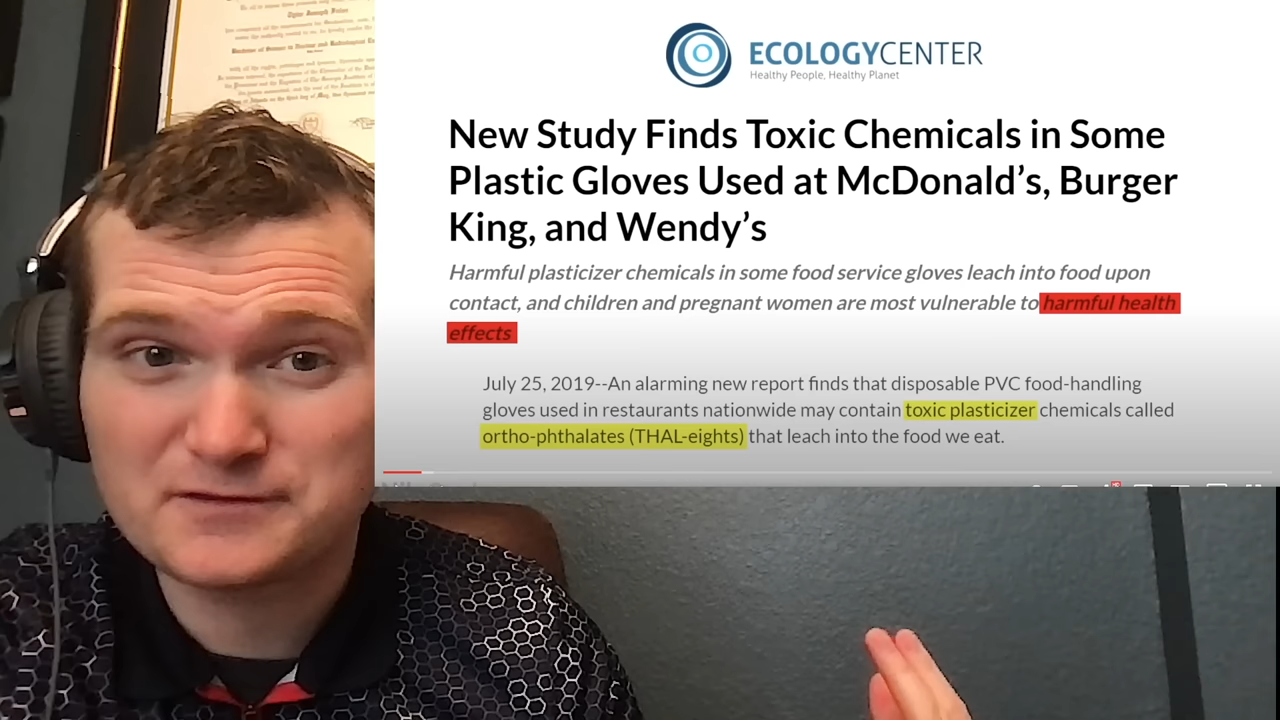 ECOLOGYCENTER
Healthy People, Healthy Planet
New Study Finds Toxic Chemicals in Some
Plastic Gloves Used at McDonald's, Burger
King, and Wendy's
Harmful plasticizer chemicals in some food service gloves leach into food upon
contact, and children and pregnant women are most vulnerable to harmful health
effects
July 25, 2019--An alarming new report finds that disposable PVC food-handling
gloves used in restaurants nationwide may contain toxic plasticizer chemicals called
ortho-phthalates (THAL-eights) that leach into the food we eat.